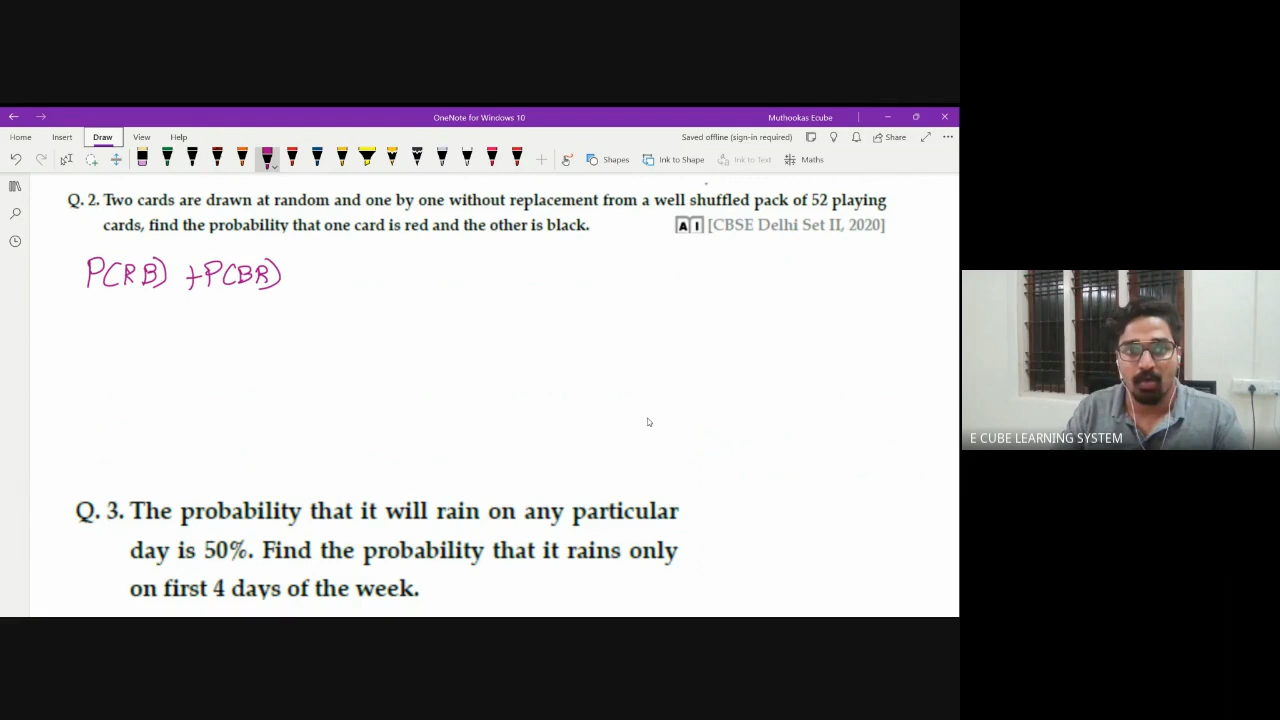 OneNote for Windows 10
Muthookas Ecube
Home Insert Draw View Help
Saved offline (sign-in required) Share
Shapes Ink to Shape Ink to Text Maths
Q. 2. Two cards are drawn at random and one by one without replacement from a well shuffled pack of 52 playing
cards, find the probability that one card is red and the other is black. AI [CBSE Delhi Set II, 2020]
P(RB) + P(BR)
E CUBE LEARNING SYSTEM
Q. 3. The probability that it will rain on any particular
day is 50%. Find the probability that it rains only
on first 4 days of the week.